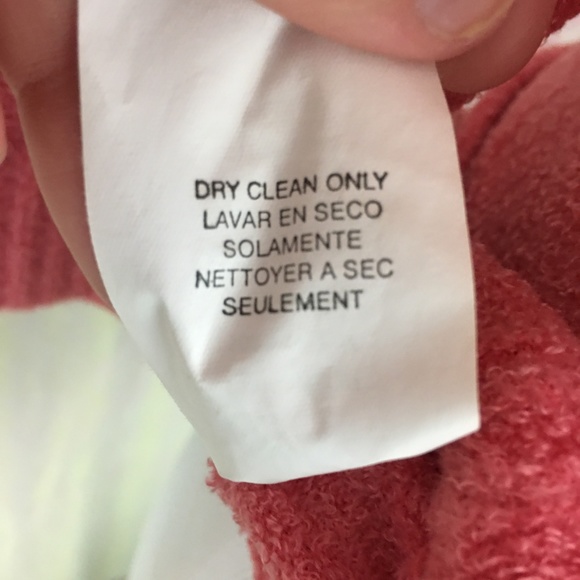 DRY CLEAN ONLY
LAVAR EN SECO
SOLAMENTE
NETTOYER A SEC
SEULEMENT